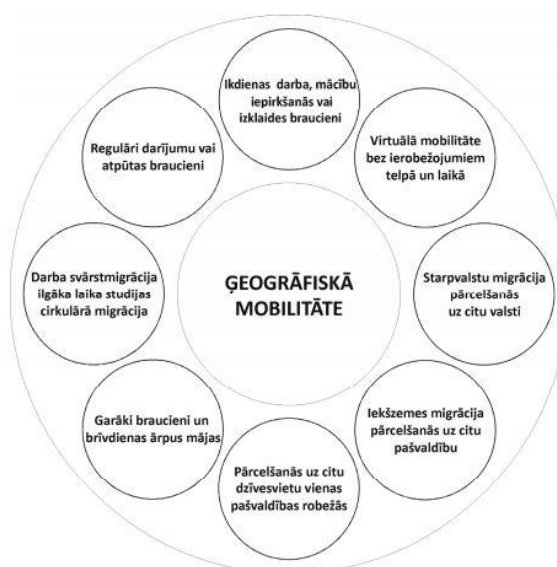 Ikdienas darba, mācību
iepirkšanās vai
izklaides braucieni
Virtuālā mobilitāte
bez ierobežojumiem
telpā un laikā
Starpvalstu migrācija
pārcelšanās
uz citu valsti
Iekšzemes migrācija
pārcelšanās uz citu
pašvaldību
Pārcelšanās uz citu
dzīvesvietu vienas
pašvaldības robežās
Garāki braucieni un
brīvdienas ārpus mājas
Darba svārstmigrācija
ilgāka laika studijas
cirkulārā migrācija
Regulāri darījumu vai
atpūtas braucieni
ĢEOGRĀFISKĀ
MOBILITĀTE